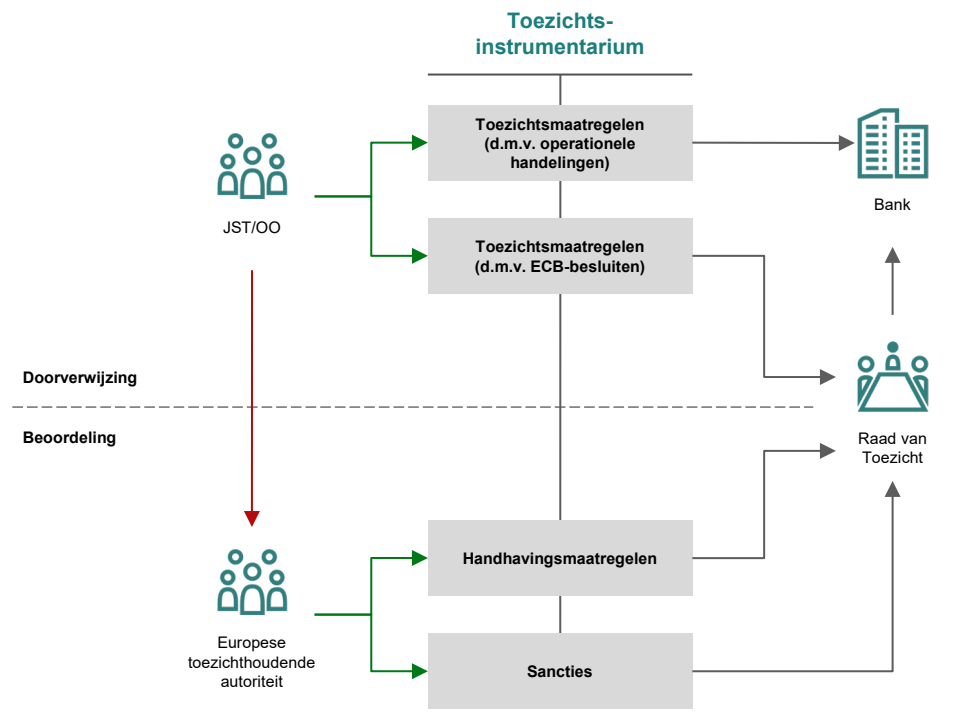 Toezichts-
instrumentarium
Toezichtsmaatregelen
(d.m.v. operationele
handelingen)
JST/OO
Bank
Toezichtsmaatregelen
(d.m.v. ECB-besluiten)
Doorverwijzing
Beoordeling
Raad van
Toezicht
Handhavingsmaatregelen
Europese
toezichthoudende
autoriteit
Sancties